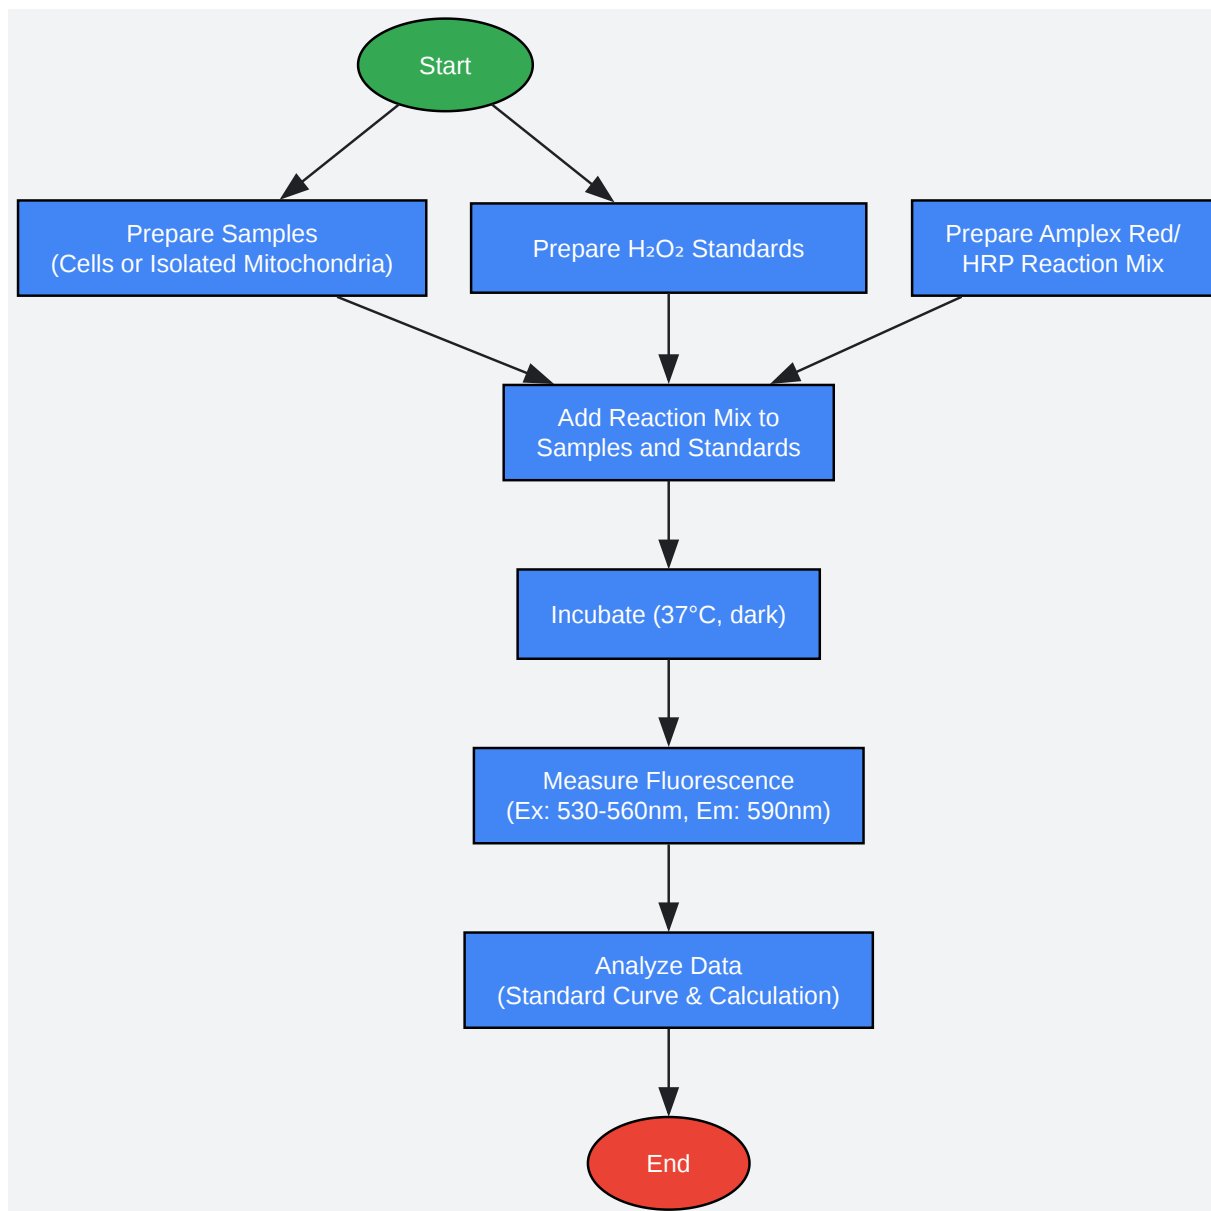 Start
Prepare Samples
(Cells or Isolated Mitochondria)
Prepare H₂O₂ Standards
Prepare Amplex Red/
HRP Reaction Mix
Add Reaction Mix to
Samples and Standards
Incubate (37°C, dark)
Measure Fluorescence
(Ex: 530-560nm, Em: 590nm)
Analyze Data
(Standard Curve & Calculation)
End